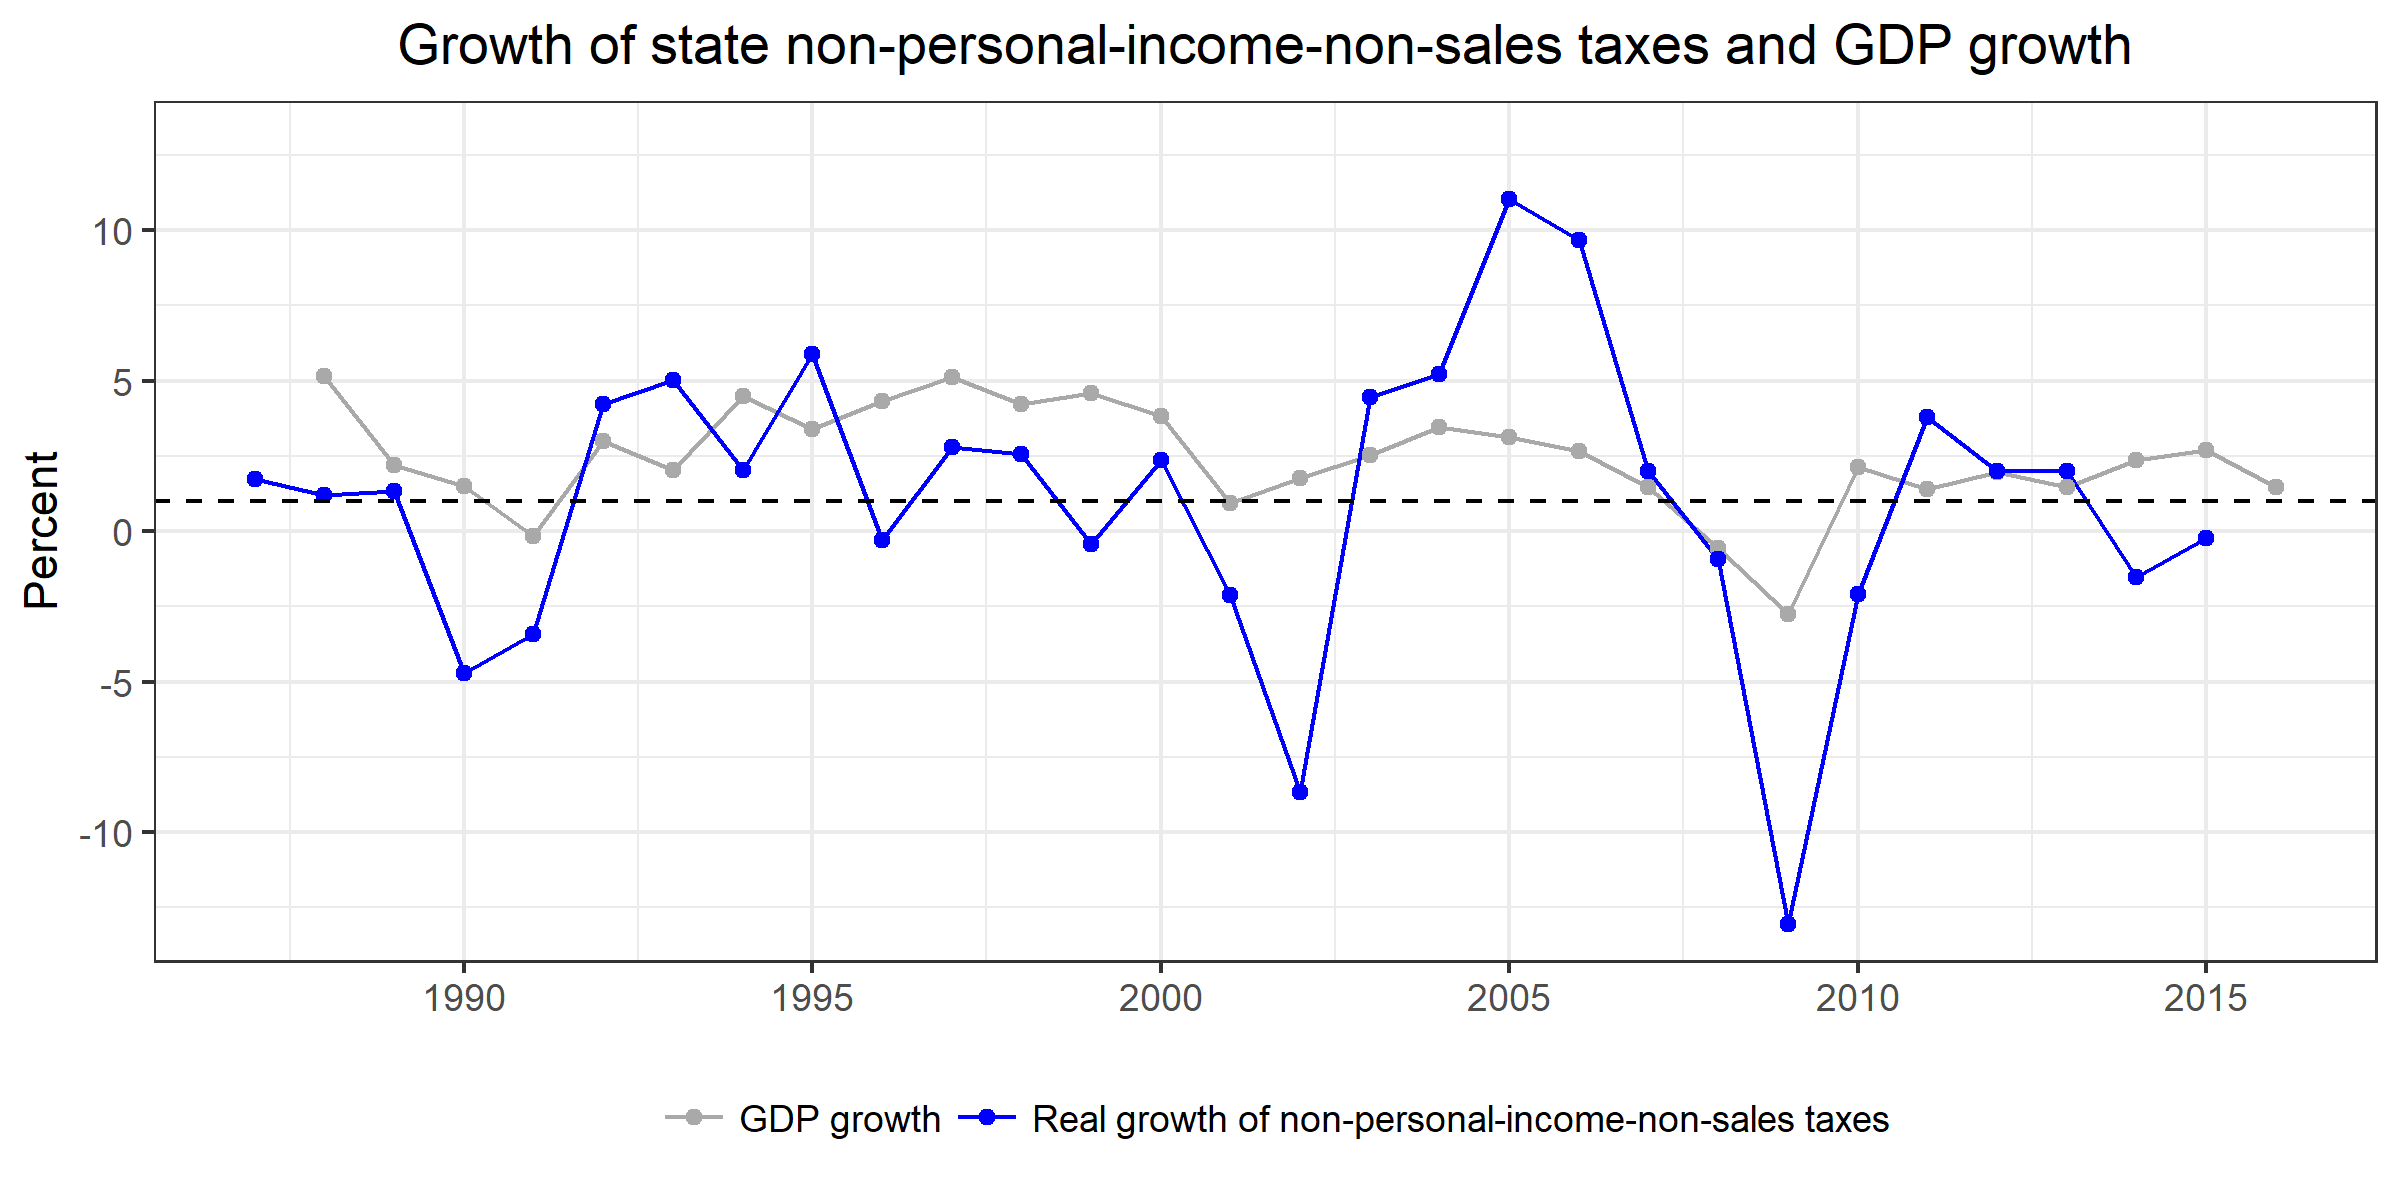 Growth of state non-personal-income-non-sales taxes and GDP growth
Percent
10
5
0
-5
-10
1990 1995 2000 2005 2010 2015
GDP growth Real growth of non-personal-income-non-sales taxes